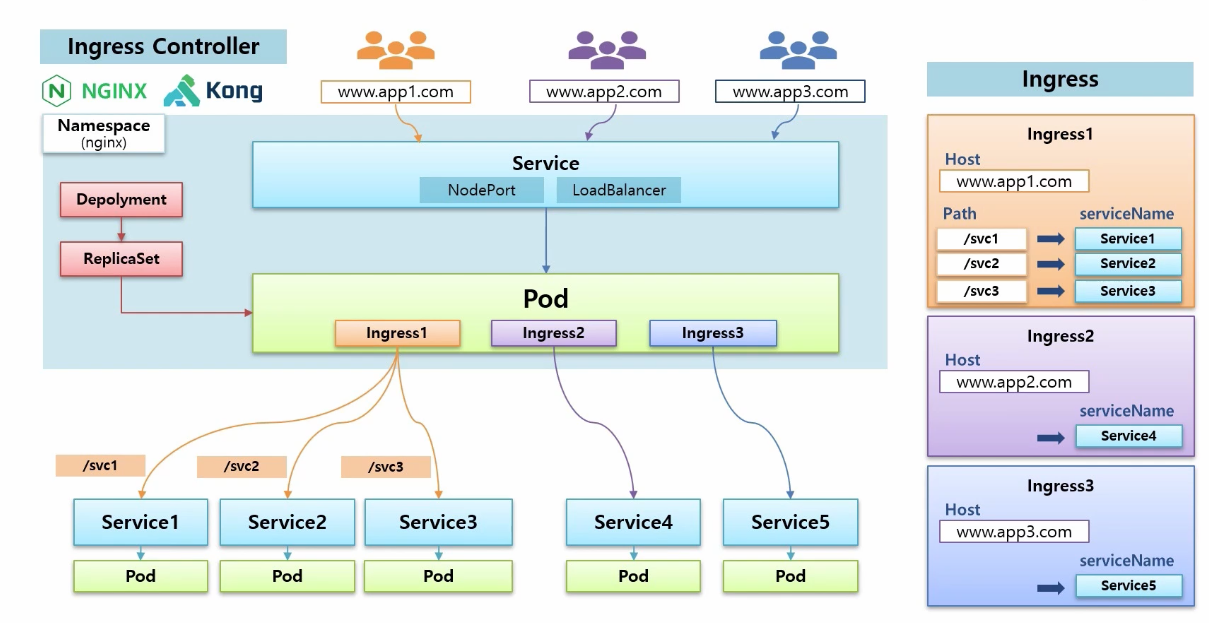 Ingress Controller
NGINX
Kong
www.app1.com
www.app2.com
www.app3.com
Namespace
(nginx)
Service
NodePort
LoadBalancer
Depolyment
ReplicaSet
Pod
Ingress1
Ingress2
Ingress3
/svc1
/svc2
/svc3
Service1
Service2
Service3
Service4
Service5
Pod
Pod
Pod
Pod
Pod
Ingress
Ingress1
Host
www.app1.com
Path
serviceName
/svc1
Service1
/svc2
Service2
/svc3
Service3
Ingress2
Host
www.app2.com
serviceName
Service4
Ingress3
Host
www.app3.com
serviceName
Service5